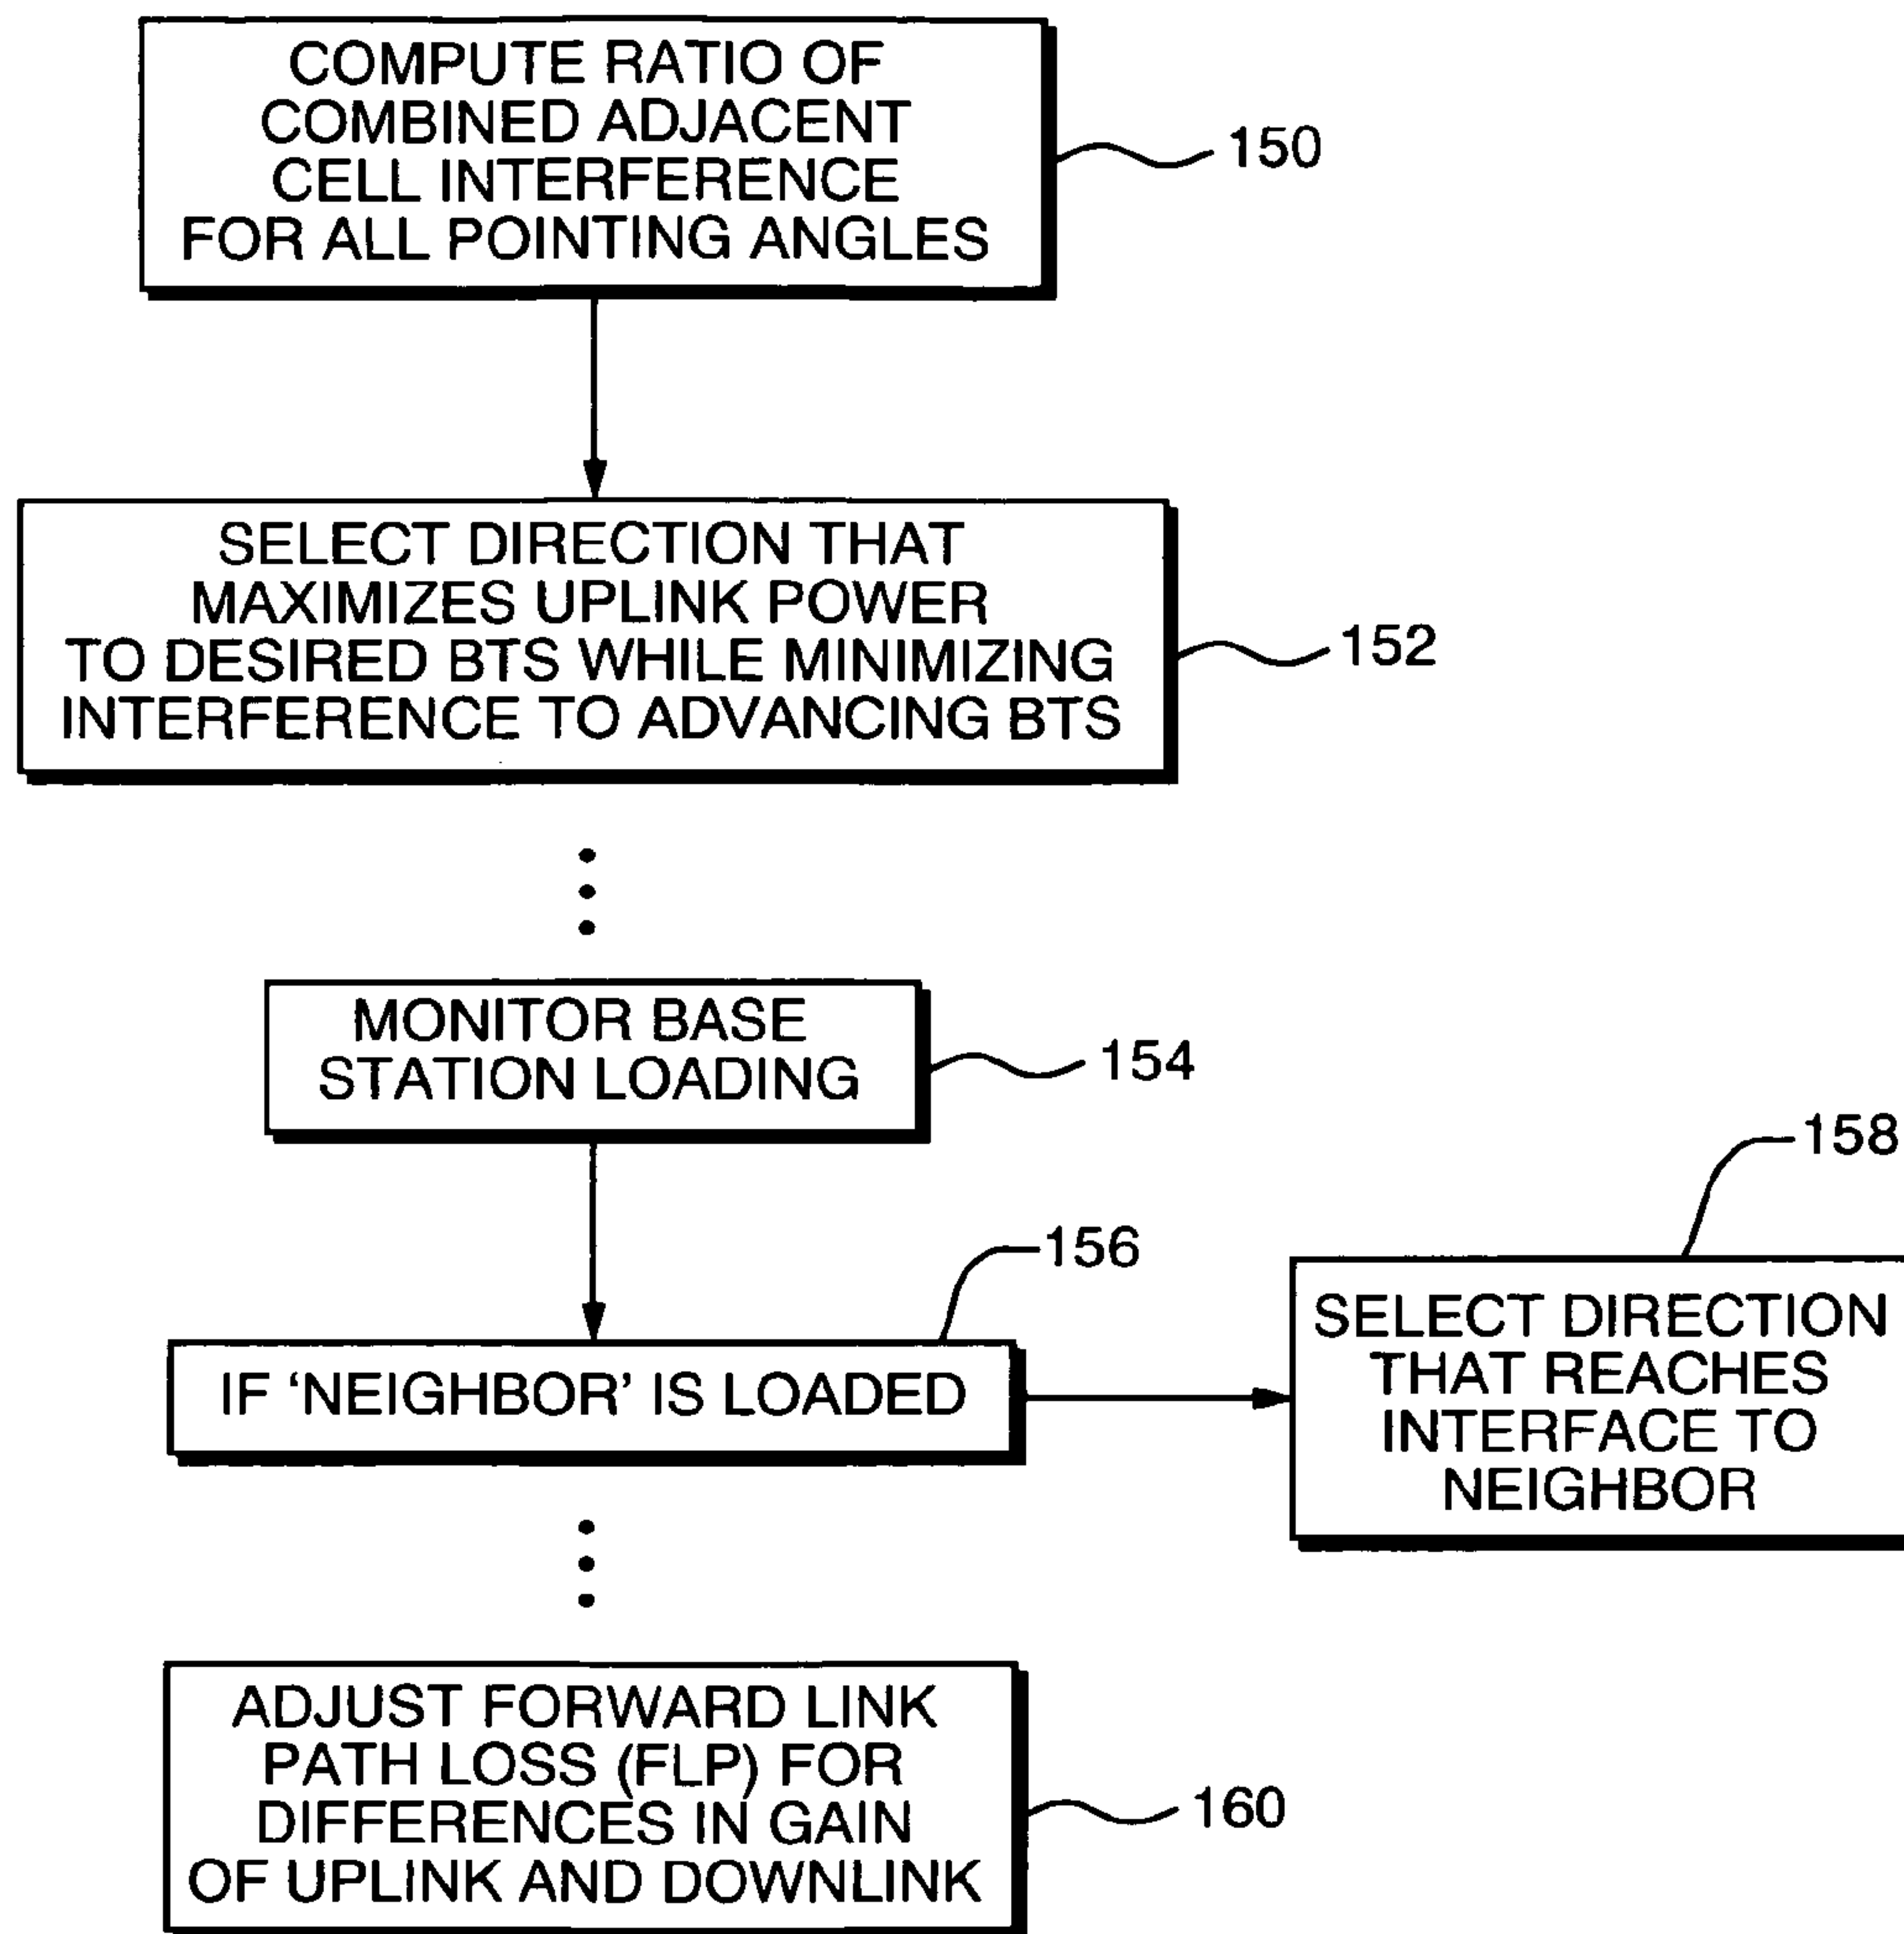 COMPUTE RATIO OF
COMBINED ADJACENT
CELL INTERFERENCE
FOR ALL POINTING ANGLES
150
SELECT DIRECTION THAT
MAXIMIZES UPLINK POWER
TO DESIRED BTS WHILE MINIMIZING
INTERFERENCE TO ADVANCING BTS
152
MONITOR BASE
STATION LOADING
154
156
IF ‘NEIGHBOR’ IS LOADED
158
SELECT DIRECTION
THAT REACHES
INTERFACE TO
NEIGHBOR
ADJUST FORWARD LINK
PATH LOSS (FLP) FOR
DIFFERENCES IN GAIN
OF UPLINK AND DOWNLINK
160